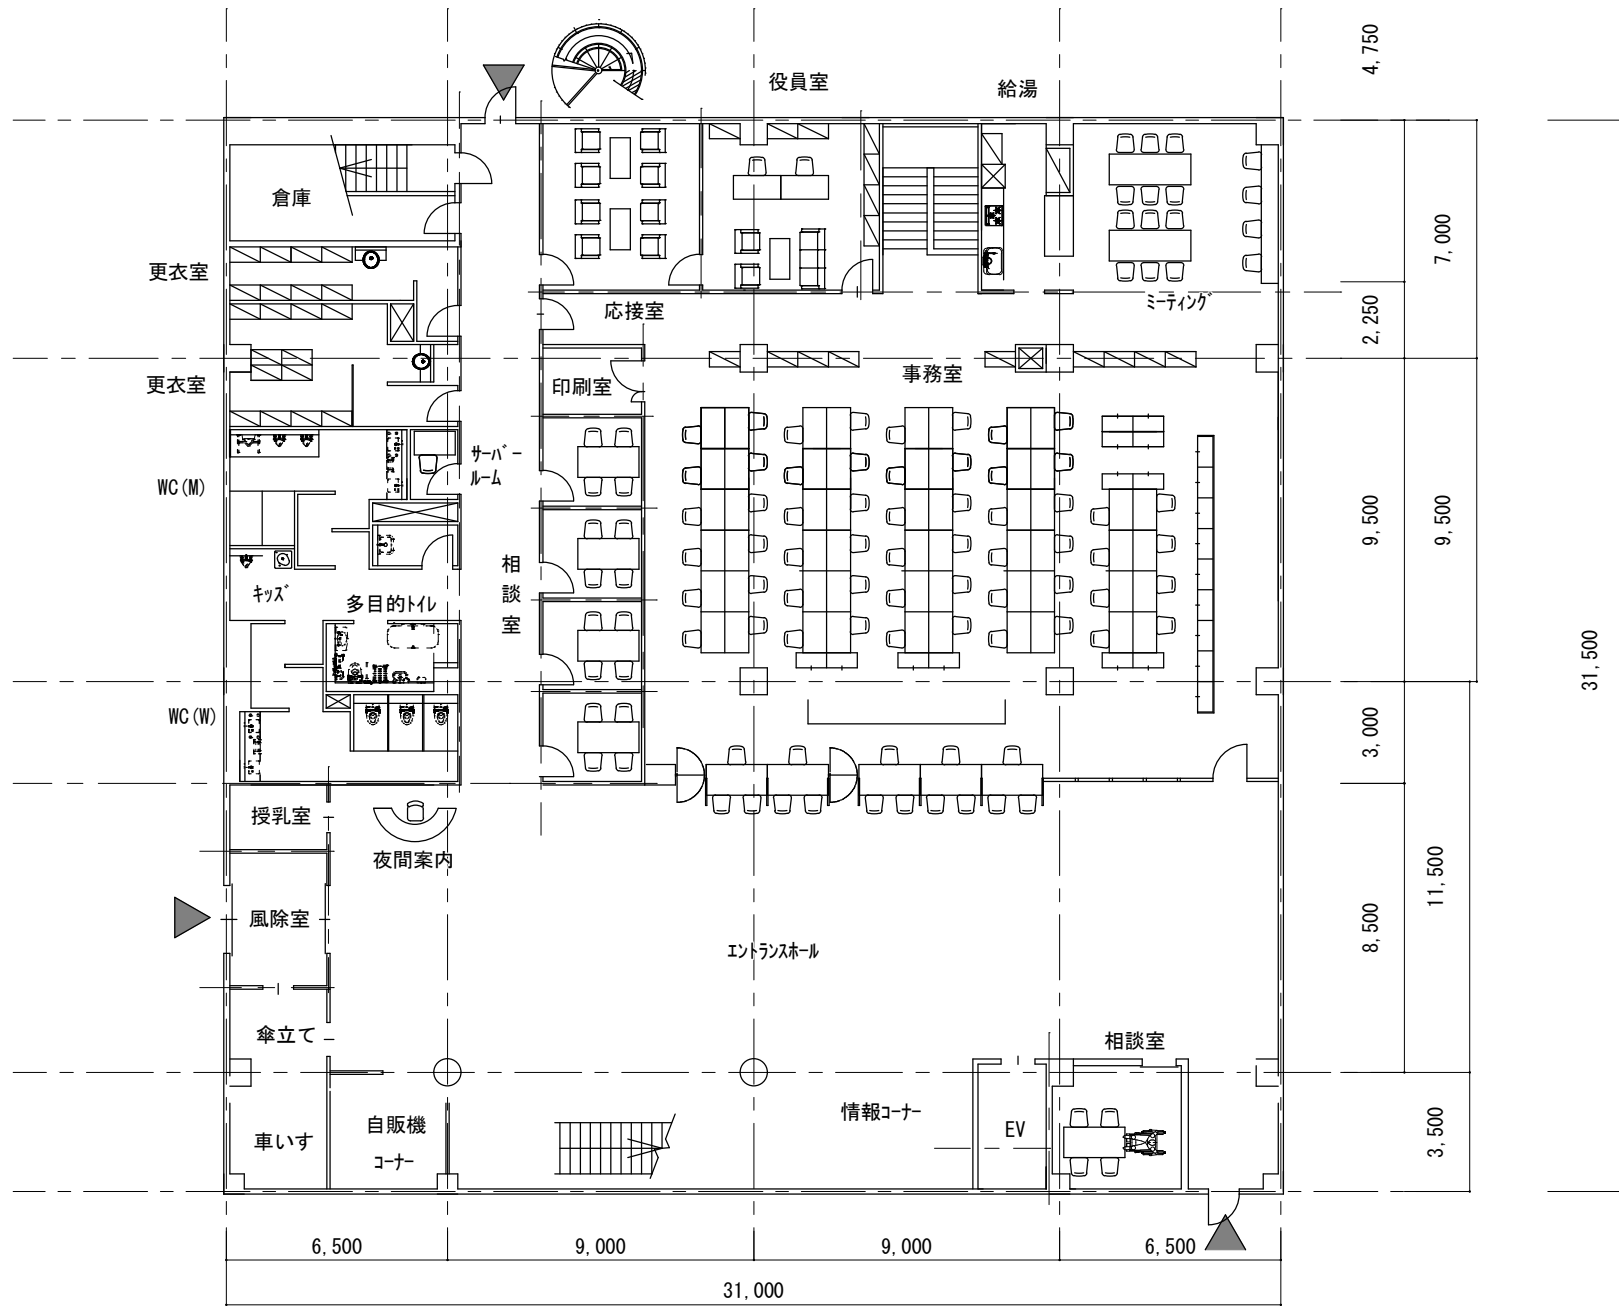 4,750
役員室
給湯
倉庫
7,000
更衣室
応接室
ミーティング
2,250
更衣室
印刷室
事務室
サーバー
ルーム
WC(M)
9,500
9,500
相
談
室
キッズ
多目的トイレ
31,500
WC(W)
3,000
授乳室
夜間案内
11,500
風除室
8,500
エントランスホール
傘立て
相談室
情報コーナー
自販機
コーナー
車いす
EV
3,500
6,500
9,000
9,000
6,500
31,000